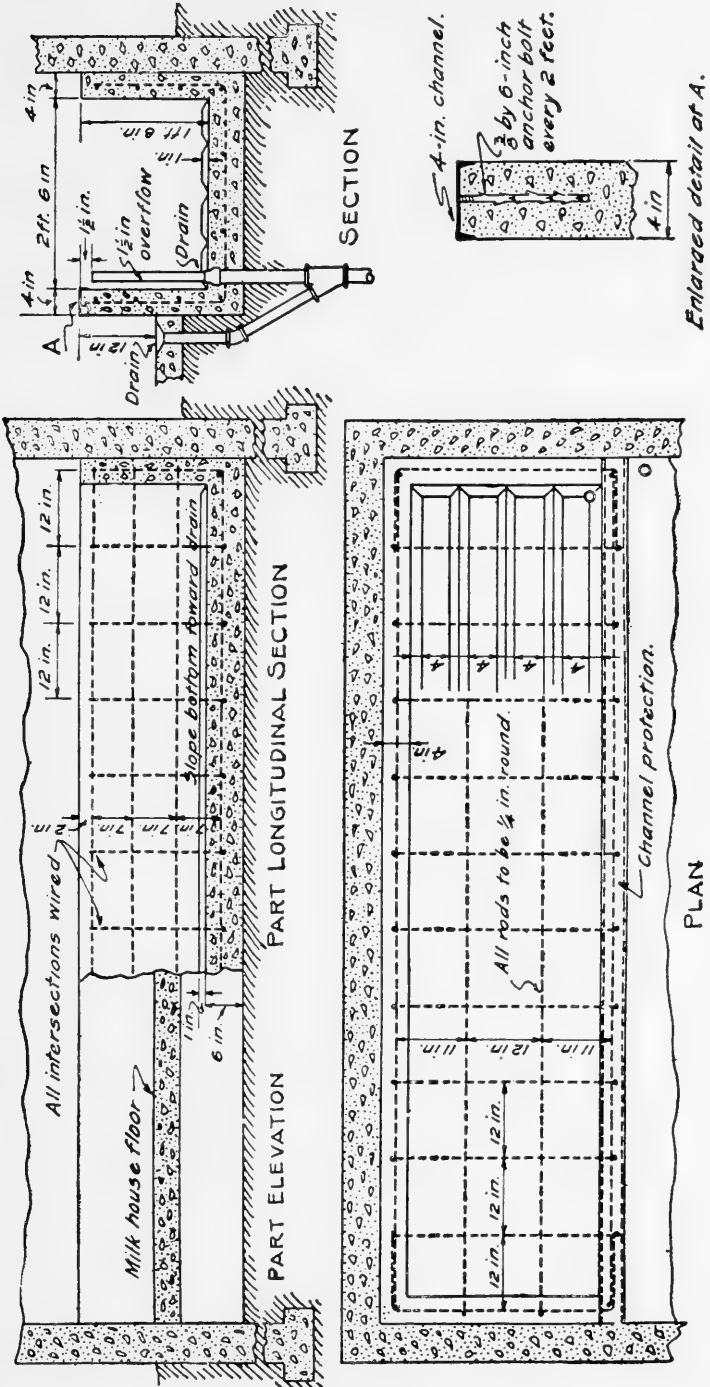 All intersections wired
12 in.
12 in.
12 in.
Milk house floor
2 in
7 in
7 in
7 in
Slope bottom toward drain
1 in.
6 in.
PART ELEVATION
PART LONGITUDINAL SECTION
4 in
2 ft. 6 in
4 in
1½ in.
A
1½ in
overflow
1 ft 8 in
1 in
12 in
Drain
Drain
SECTION
4 in
4
4
4
4
All rods to be ¼ in. round.
11 in
12 in
11 in
12 in.
12 in.
12 in.
Channel protection.
PLAN
4-in. channel.
⅜ by 6-inch
anchor bolt
every 2 feet.
4 in
Enlarged detail at A.